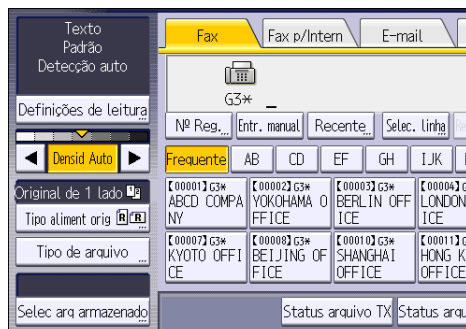 Texto
Padrão
Detecção auto
Definições de leitura
Densid Auto
Original de 1 lado
Tipo aliment orig
Tipo de arquivo
Selec arq armazenado
Fax
Fax p/Intern
E-mail
G3* _
Nº Reg.
Entr. manual
Recente
Selec. linha
Frequente
AB
CD
EF
GH
IJK
[00001] G3*
ABCD COMPA
NY
[00002] G3*
YOKOHAMA O
FFICE
[00003] G3*
BERLIN OFF
ICE
[00004] G
LONDON
ICE
[00007] G3*
KYOTO OFFI
CE
[00008] G3*
BEIJING OF
FICE
[00010] G3*
SHANGHAI
OFFICE
[00011] G
HONG K
OFFICE
Status arquivo TX
Status arqu